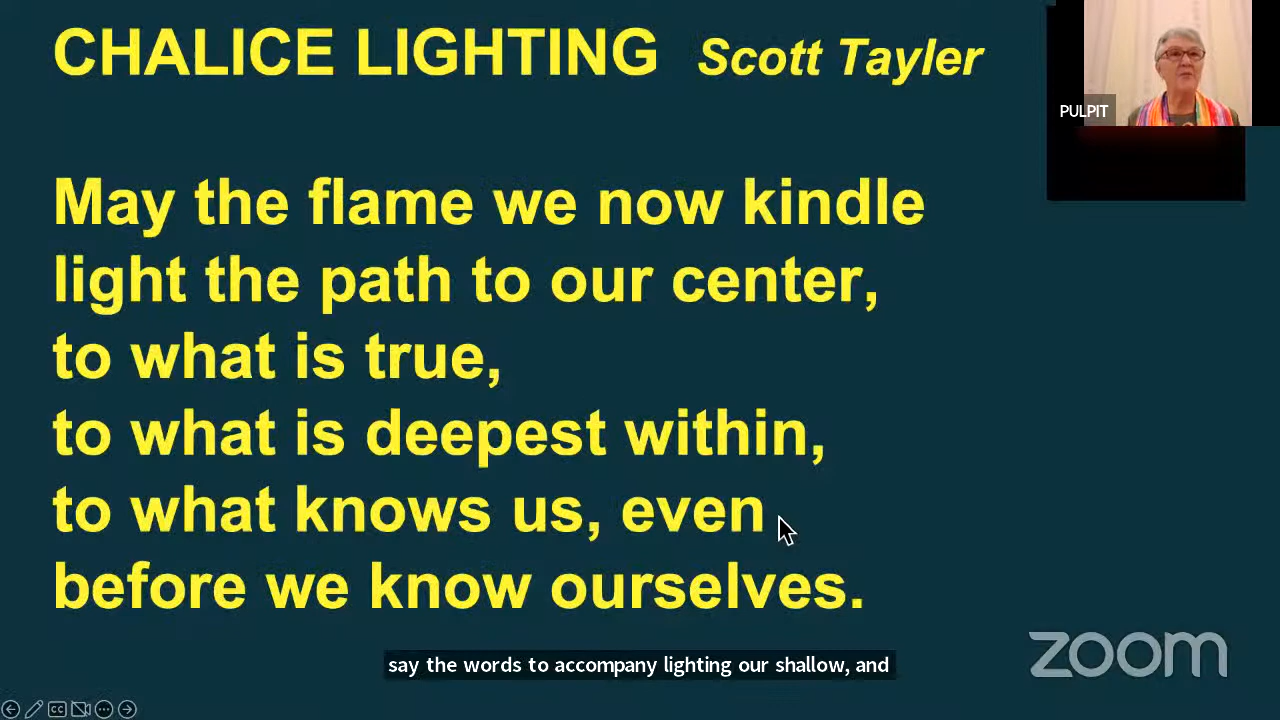 CHALICE LIGHTING Scott Tayler
PULPIT
May the flame we now kindle
light the path to our center,
to what is true,
to what is deepest within,
to what knows us, even
before we know ourselves.
say the words to accompany lighting our shallow, and
zoom
CC